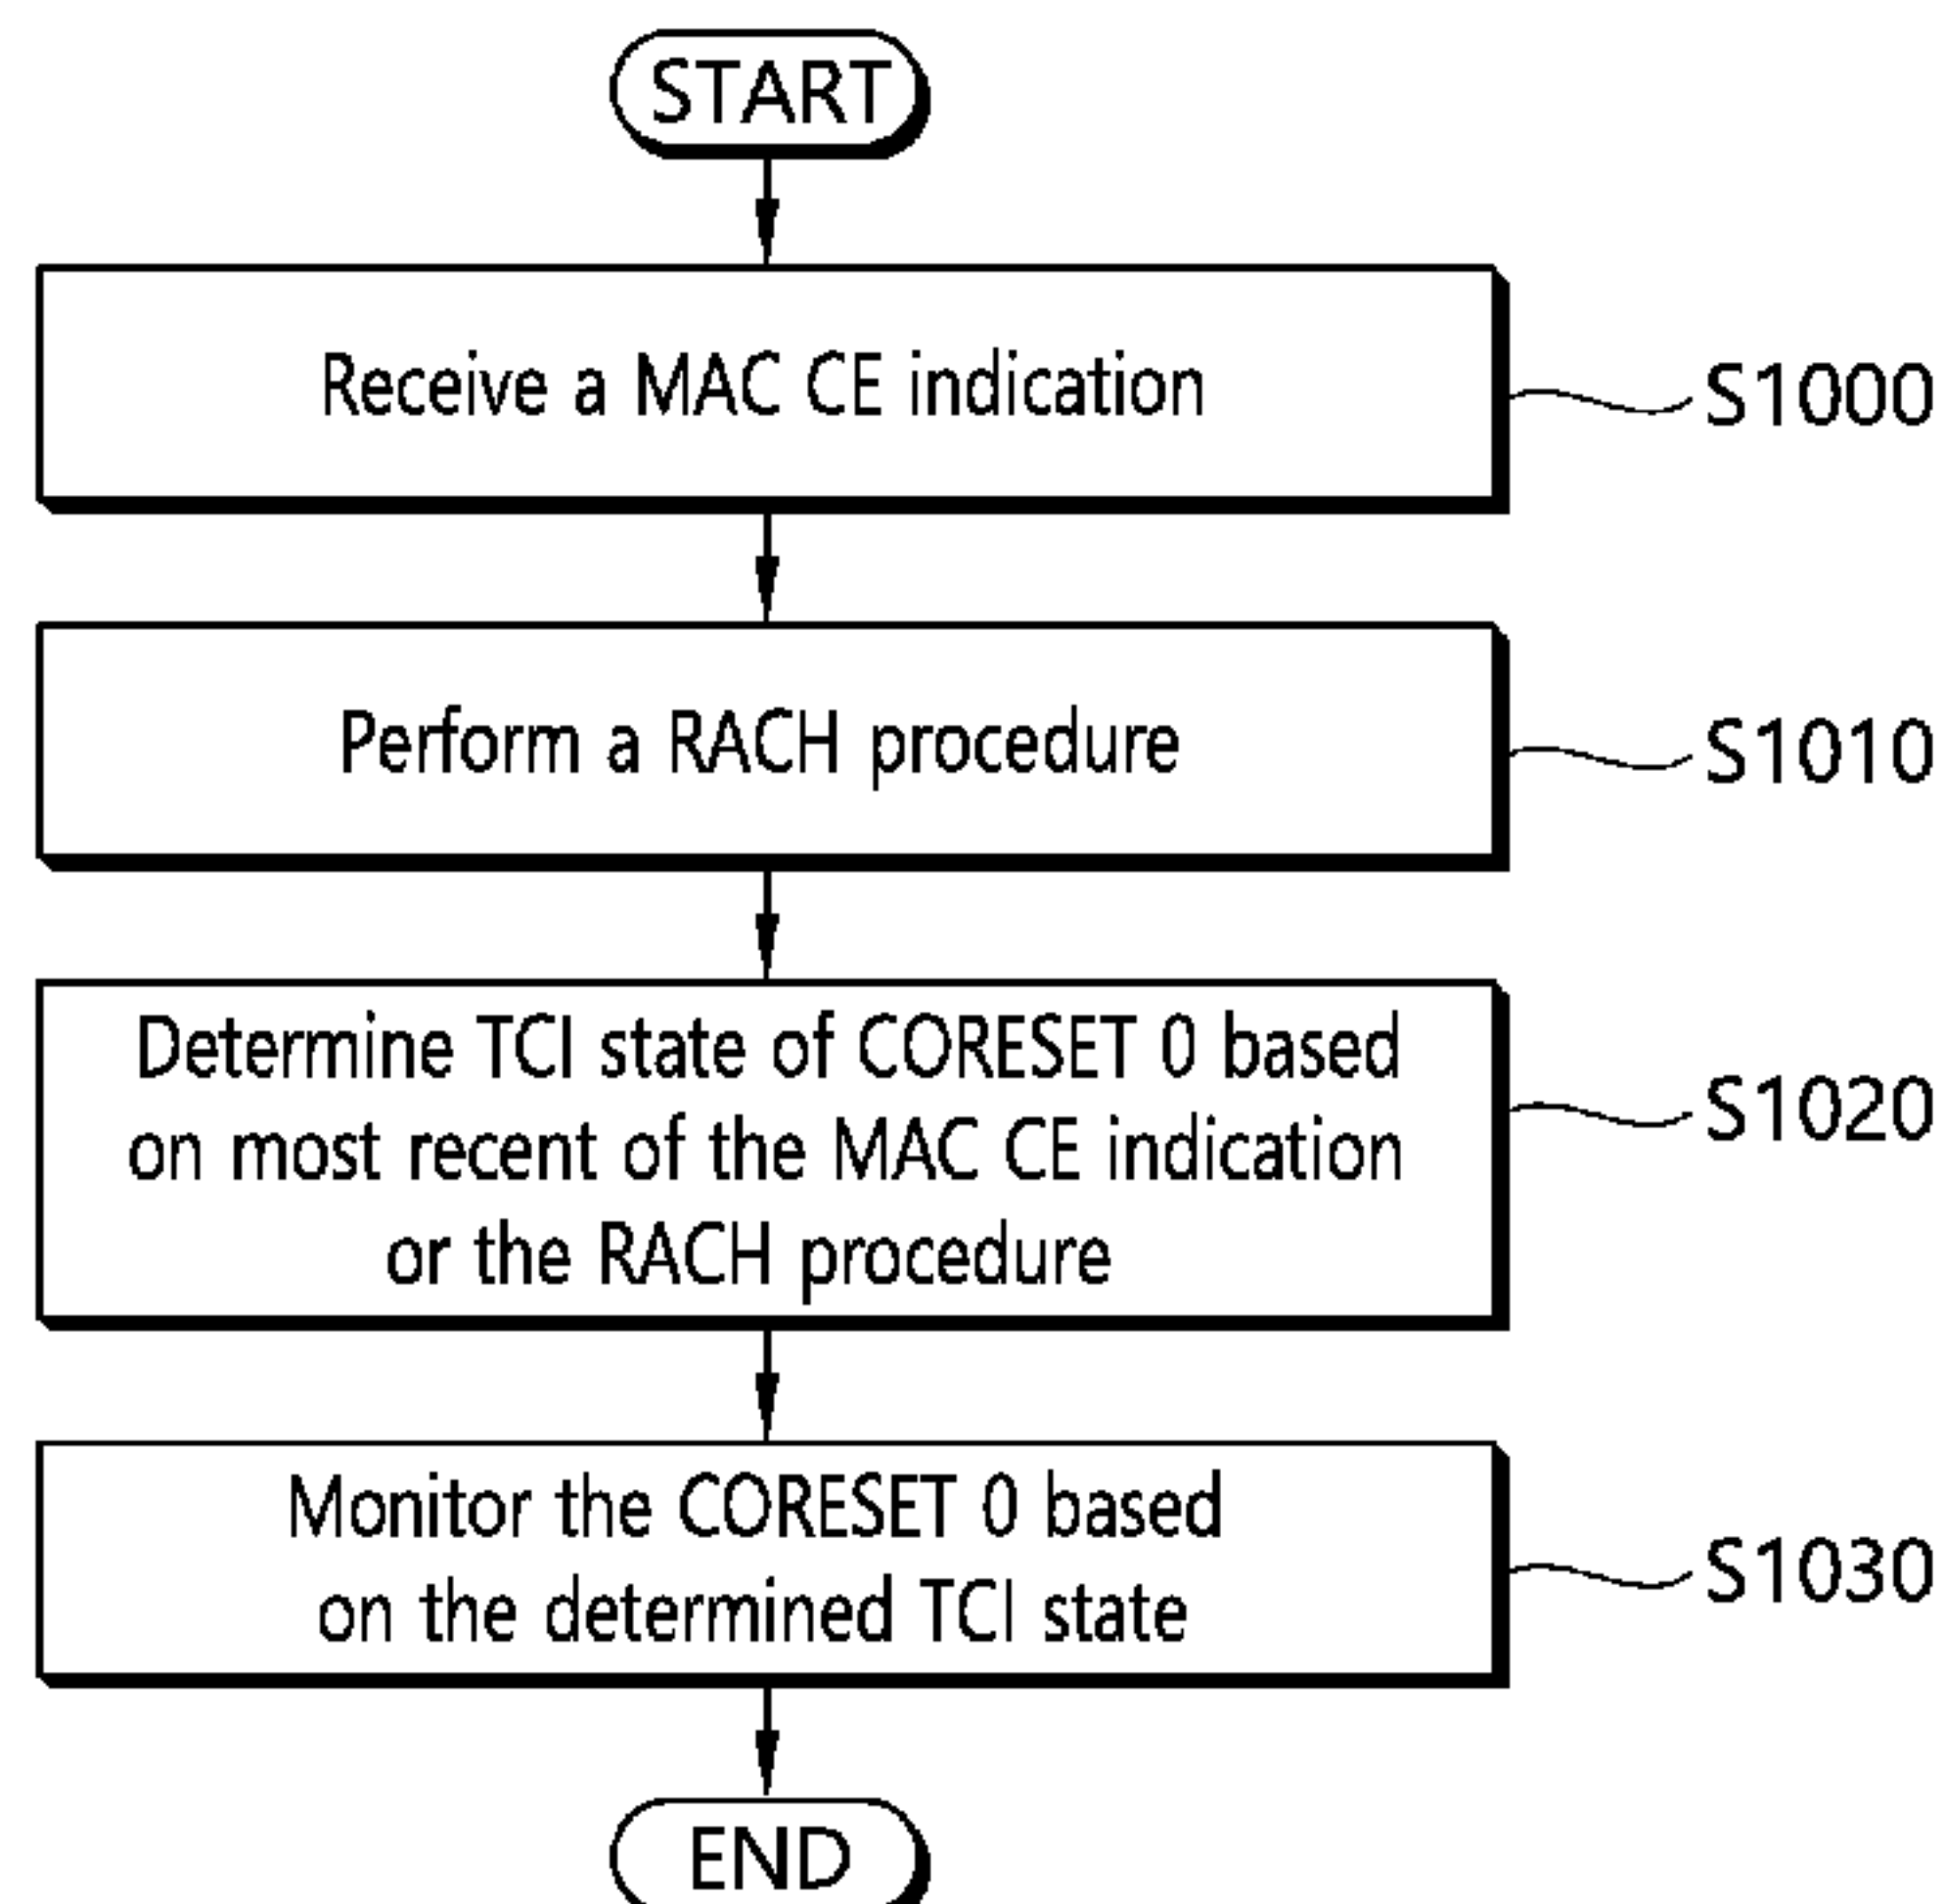 START
Receive a MAC CE indication
S1000
Perform a RACH procedure
S1010
Determine TCI state of CORESET 0 based
on most recent of the MAC CE indication
or the RACH procedure
S1020
Monitor the CORESET 0 based
on the determined TCI state
S1030
END